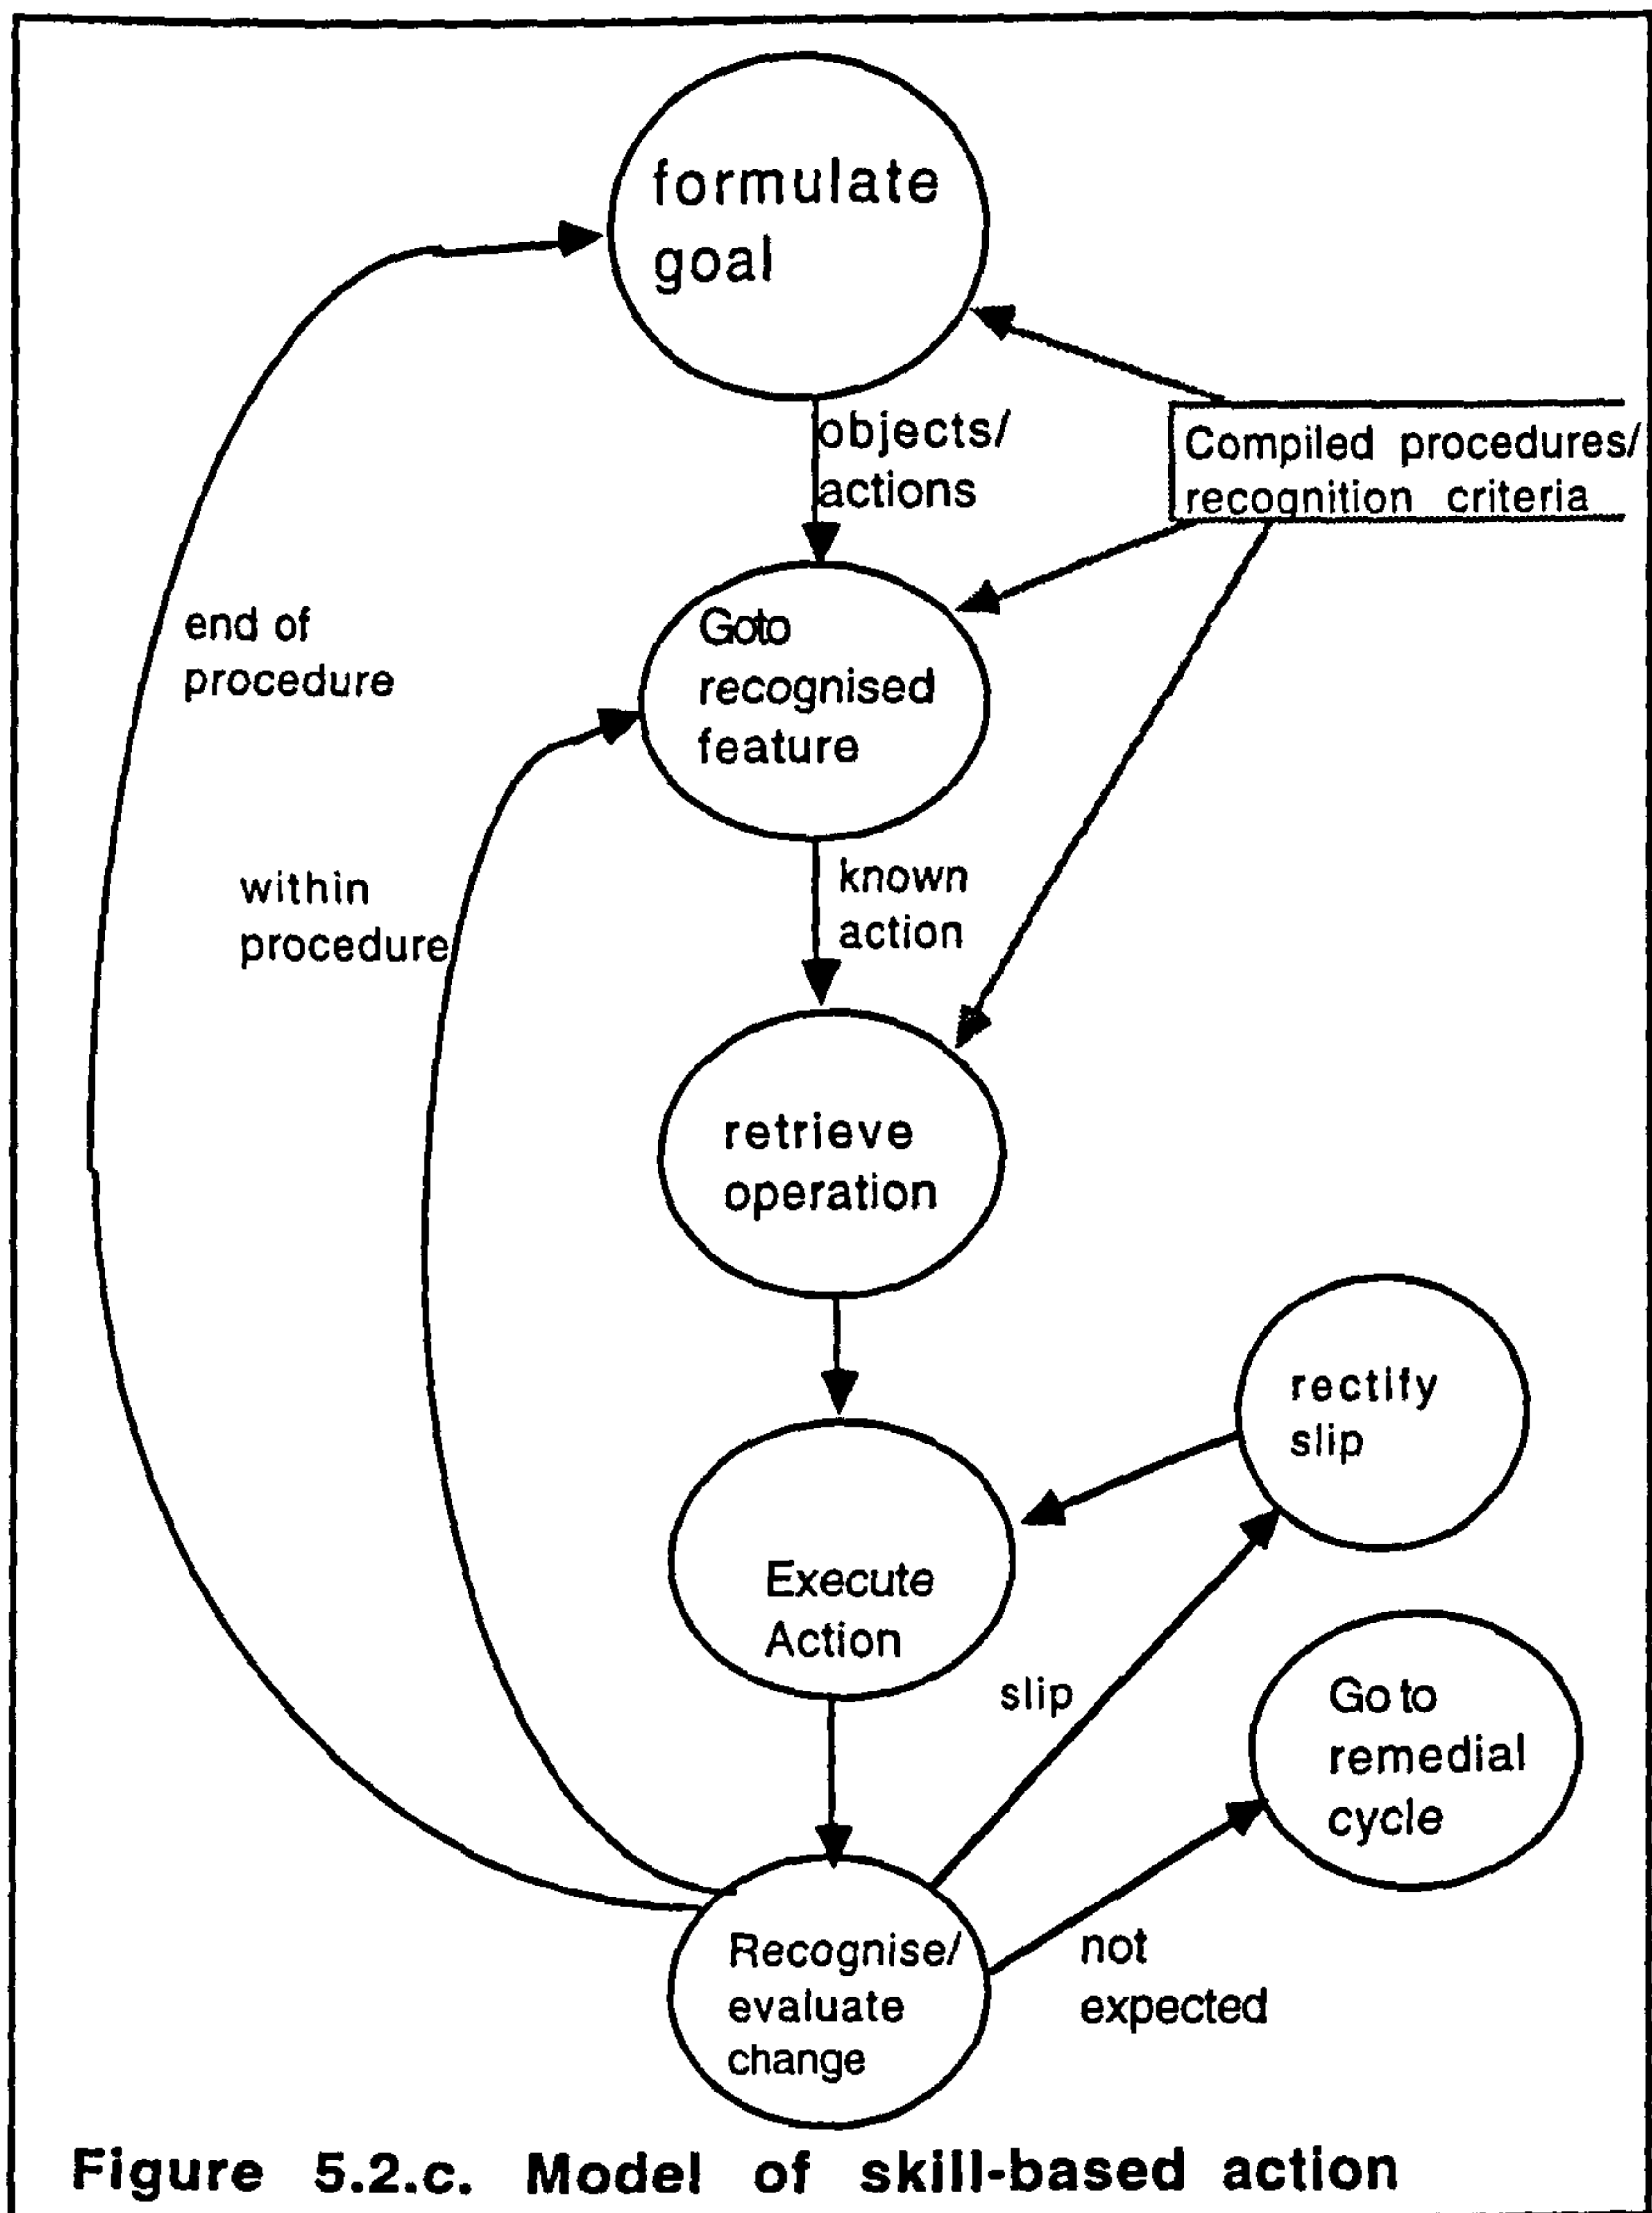 formulate
goal
objects/
actions
Compiled procedures/
recognition criteria
end of
procedure
Goto
recognised
feature
within
procedure
known
action
retrieve
operation
rectify
slip
Execute
Action
slip
Go to
remedial
cycle
Recognise/
evaluate
change
not
expected
Figure 5.2.c. Model of skill-based action